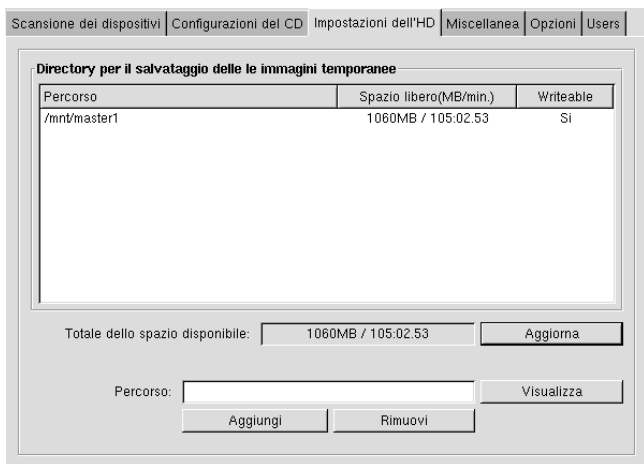 Scansione dei dispositivi Configurazioni del CD Impostazioni dell'HD Miscellanea Opzioni Users
Directory per il salvataggio delle le immagini temporanee
Percorso Spazio libero(MB/min.) Writeable
/mnt/master1 1060MB / 105:02.53 Si
Totale dello spazio disponibile: 1060MB / 105:02.53 Aggiorna
Percorso: Visualizza
Aggiungi Rimuovi